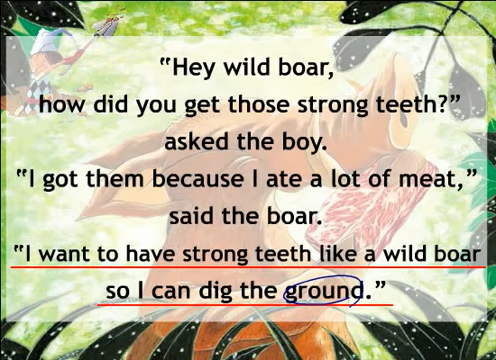 “Hey wild boar,
how did you get those strong teeth?”
asked the boy.
“I got them because I ate a lot of meat,”
said the boar.
“I want to have strong teeth like a wild boar
so I can dig the ground.”